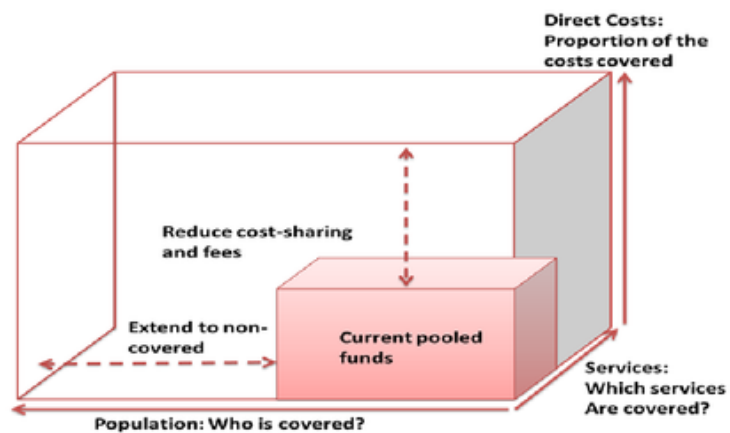 Direct Costs:
Proportion of the
costs covered
Reduce cost-sharing
and fees
Extend to non-
covered
Current pooled
funds
Services:
Which services
Are covered?
Population: Who is covered?